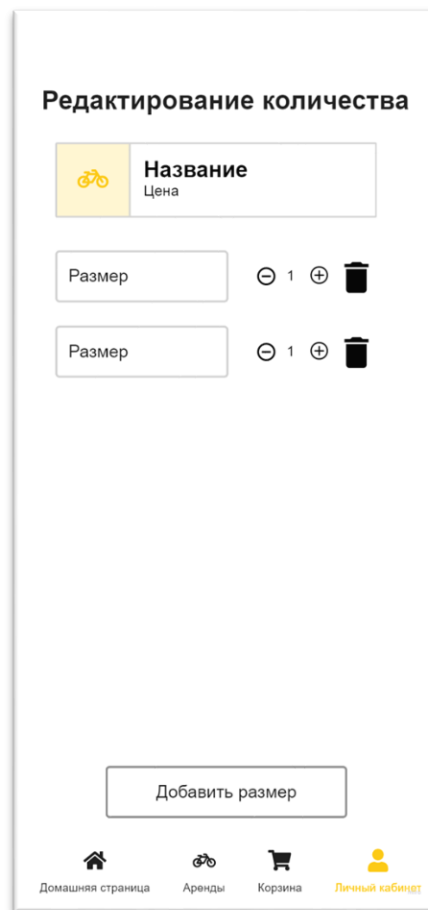 Редактирование количества
Название
Цена
Размер 1
Размер 1
Добавить размер
Домашняя страница Аренды Корзина Личный кабинет